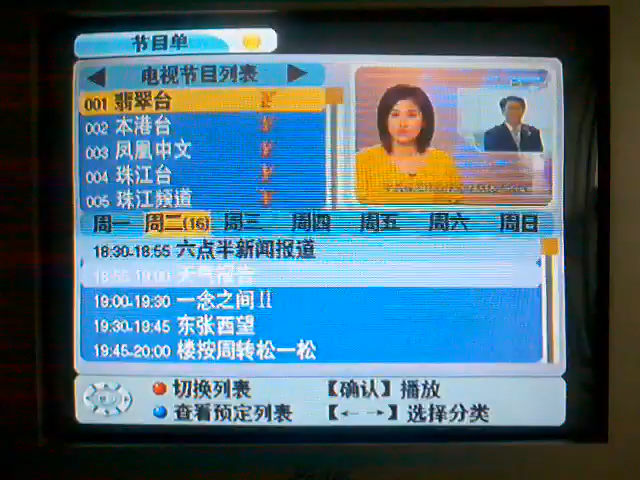 节目单
电视节目列表
001 翡翠台 ¥
002 本港台 ¥
003 凤凰中文 ¥
004 珠江台 ¥
005 珠江频道 ¥
周一 周二(16) 周三 周四 周五 周六 周日
18:30-18:55 六点半新闻报道
18:55-19:00 天气报告
19:00-19:30 一念之间II
19:30-19:45 东张西望
19:45-20:00 楼按周转松一松
切换列表 【确认】播放
查看预定列表 【← →】选择分类